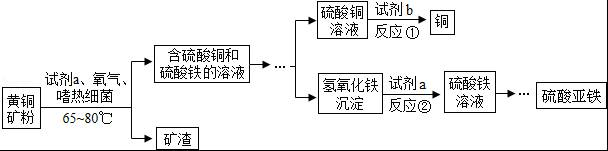 黄铜
矿粉
试剂a、氧气、
嗜热细菌
65~80℃
含硫酸铜和
硫酸铁的溶液
矿渣
…
硫酸铜
溶液
试剂b
反应①
铜
氢氧化铁
沉淀
试剂a
反应②
硫酸铁
溶液
…
硫酸亚铁